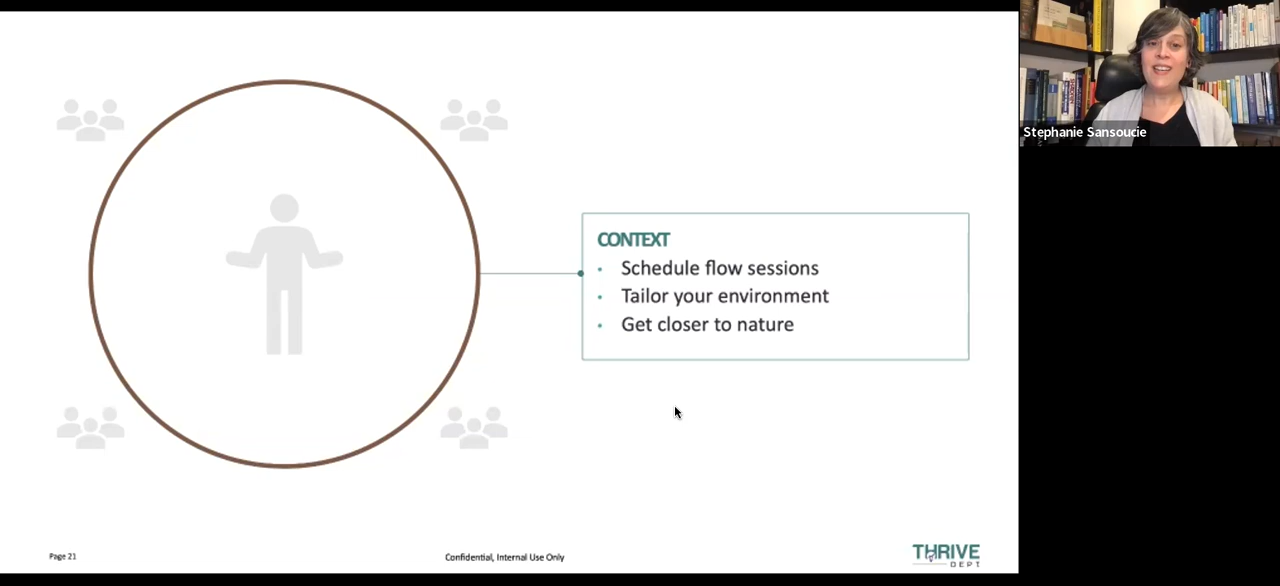 CONTEXT
• Schedule flow sessions
• Tailor your environment
• Get closer to nature
Page 21
Confidential, Internal Use Only
THRIVE
DEPT
Stephanie Sansoucie